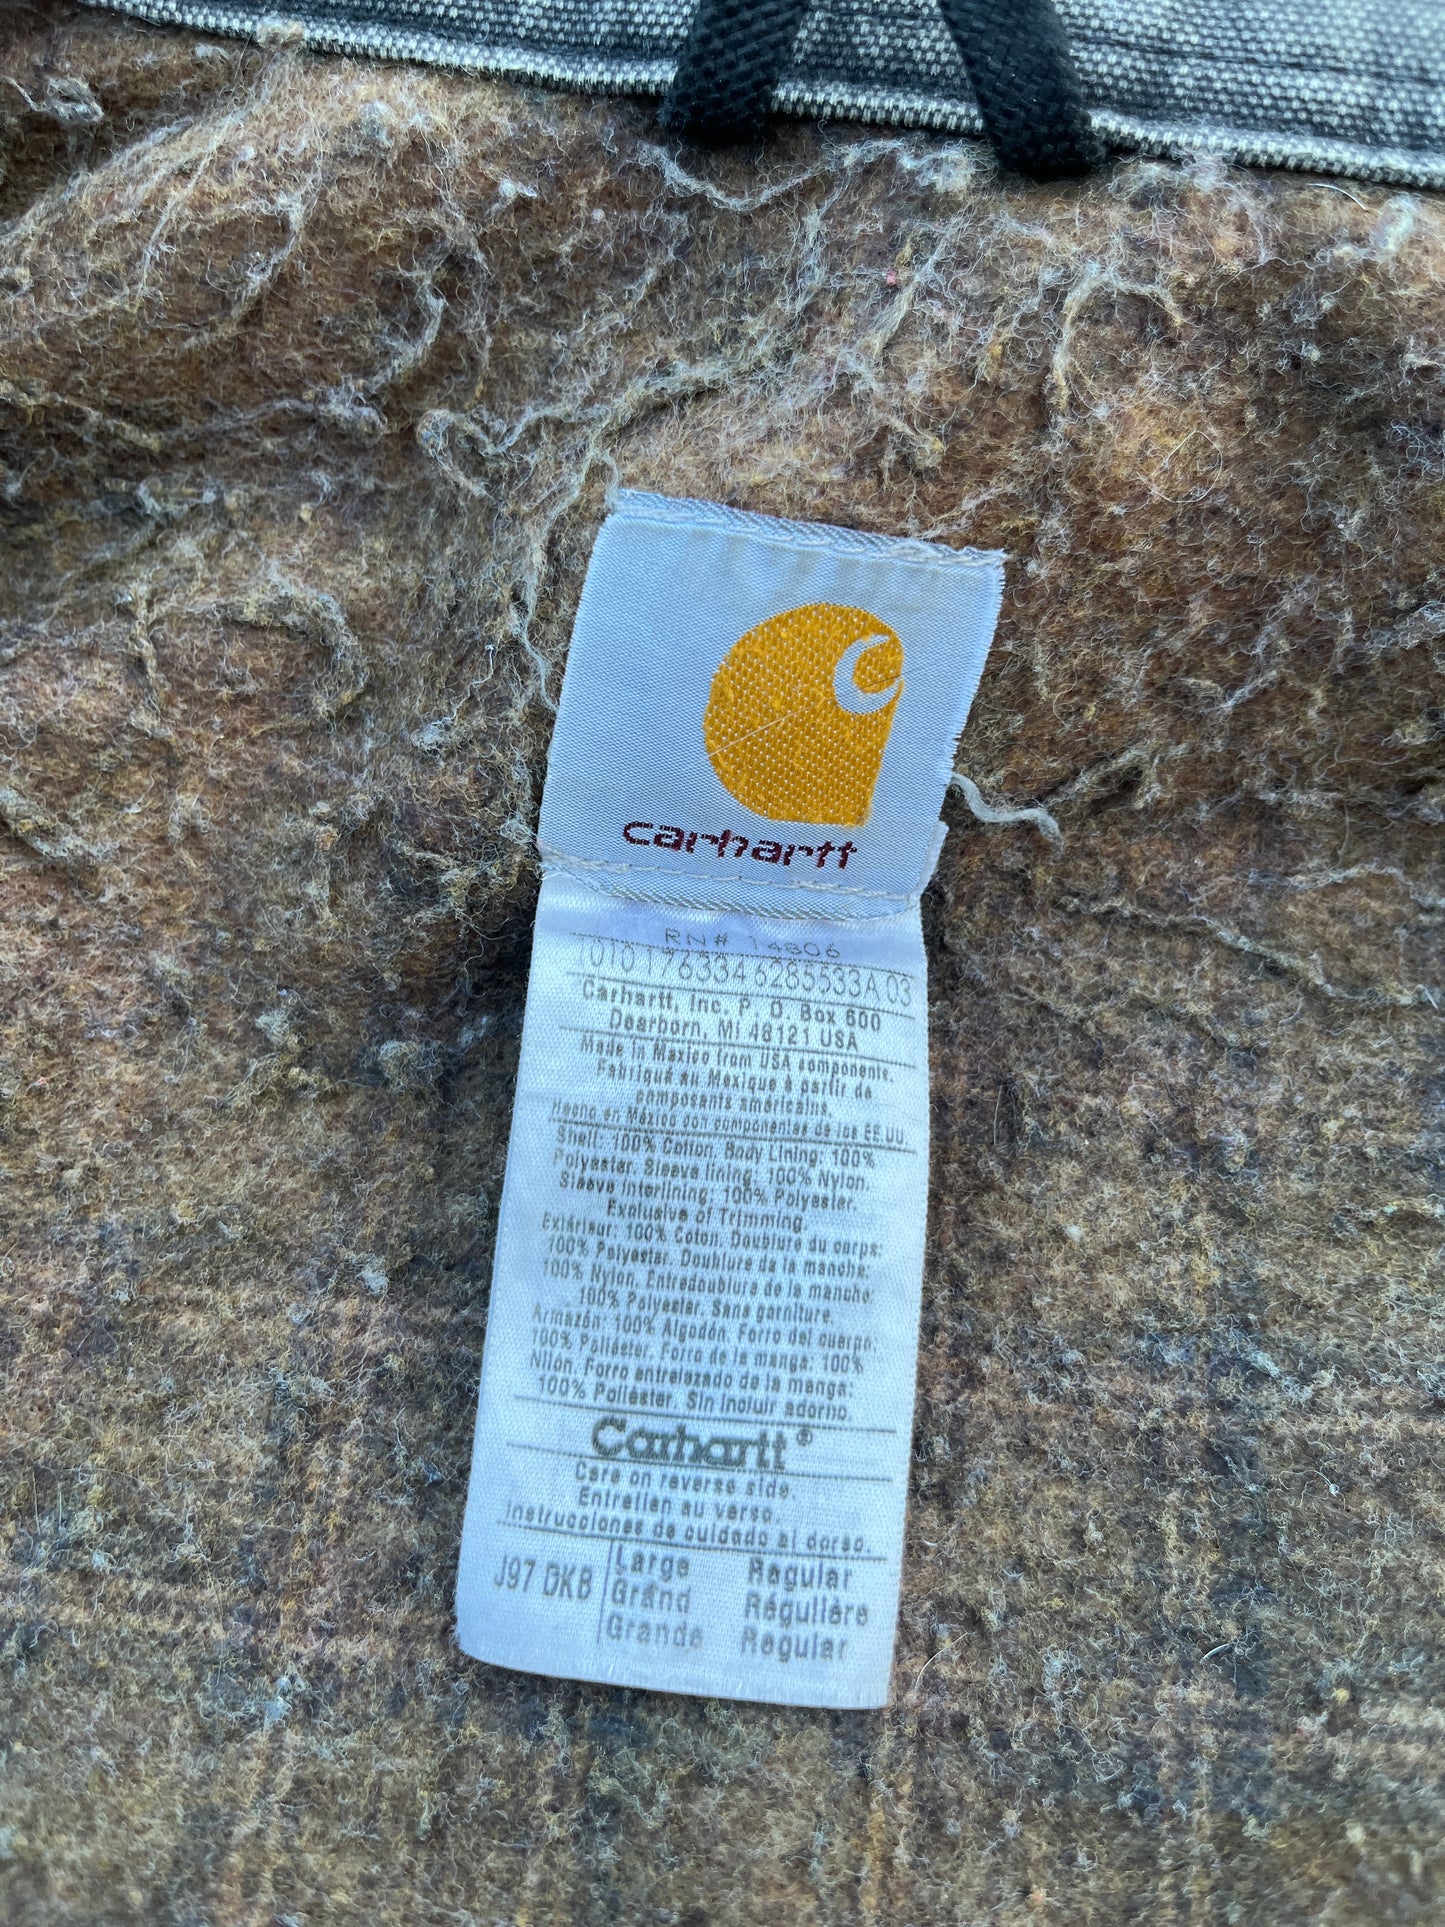 carhartt
RN# 14806
010 176334 6285533A 03
Carhartt, Inc. P. O. Box 600
Dearborn, MI 48121 USA
Made in Mexico from USA components.
Fabriqué au Mexique à partir de
composants américains.
Hecho en México con componentes de los EE.UU.
Shell: 100% Cotton. Body Lining: 100%
Polyester. Sleeve lining: 100% Nylon.
Sleeve Interlining: 100% Polyester.
Exclusive of Trimming.
Extérieur: 100% Coton. Doublure du corps:
100% Polyester. Doublure de la manche:
100% Nylon. Entredoublure de la manche:
100% Polyester. Sans garniture.
Armazón: 100% Algodón. Forro del cuerpo:
100% Poliéster. Forro de la manga: 100%
Nilón. Forro entrelazado de la manga:
100% Poliéster. Sin incluir adorno.
Carhartt®
Care on reverse side.
Entretien au verso.
Instrucciones de cuidado al dorso.
J97 DKB Large Regular
Grand Régulière
Grande Regular